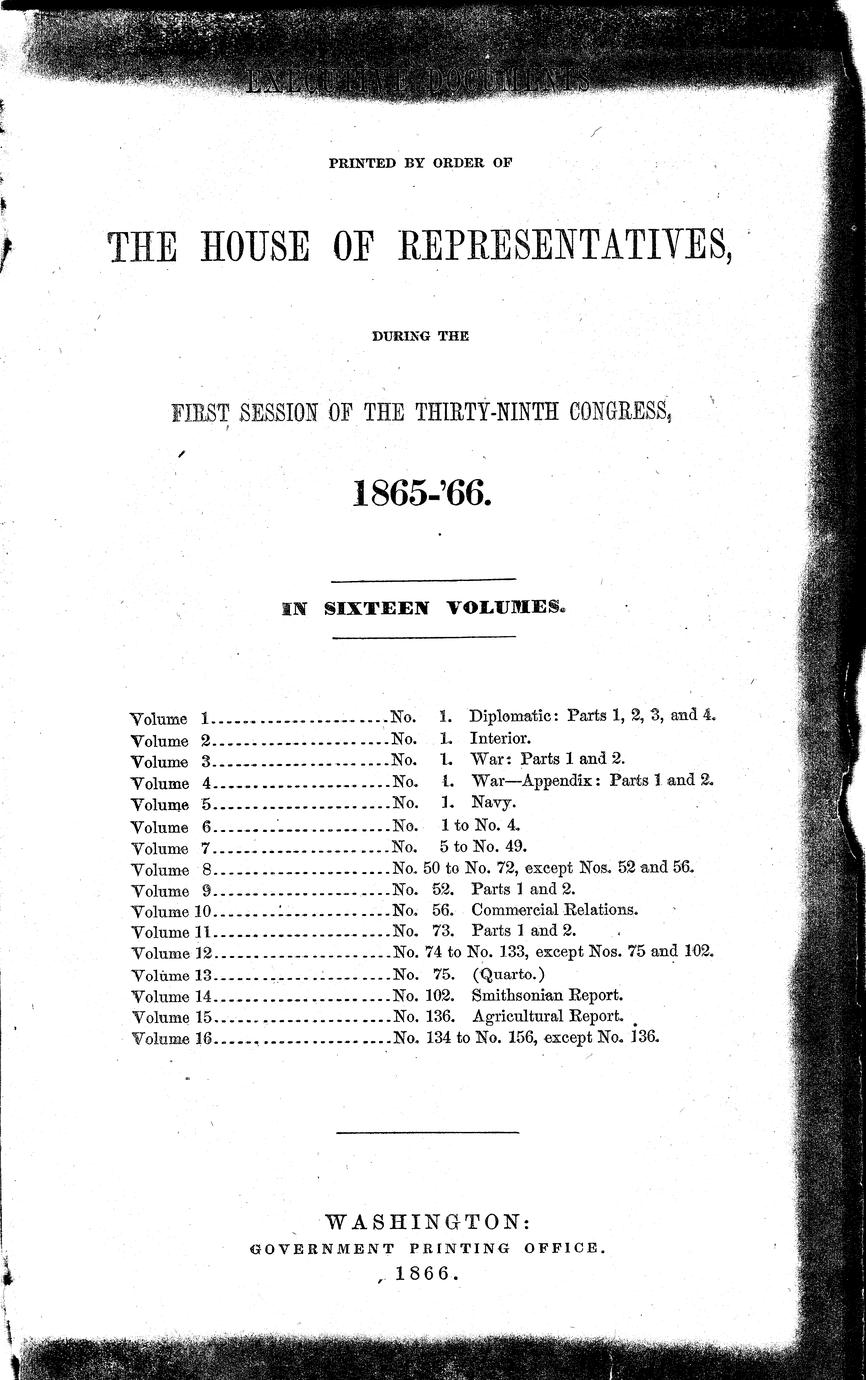 EXECUTIVE DOCUMENTS
PRINTED BY ORDER OF
THE HOUSE OF REPRESENTATIVES,
DURING THE
FIRST SESSION OF THE THIRTY-NINTH CONGRESS,
1865-'66.
IN SIXTEEN VOLUMES.
Volume 1......................No. 1. Diplomatic: Parts 1, 2, 3, and 4.
Volume 2......................No. 1. Interior.
Volume 3......................No. 1. War: Parts 1 and 2.
Volume 4......................No. 1. War—Appendix: Parts 1 and 2.
Volume 5......................No. 1. Navy.
Volume 6......................No. 1 to No. 4.
Volume 7......................No. 5 to No. 49.
Volume 8......................No. 50 to No. 72, except Nos. 52 and 56.
Volume 9......................No. 52. Parts 1 and 2.
Volume 10......................No. 56. Commercial Relations.
Volume 11......................No. 73. Parts 1 and 2.
Volume 12......................No. 74 to No. 133, except Nos. 75 and 102.
Volume 13......................No. 75. (Quarto.)
Volume 14......................No. 102. Smithsonian Report.
Volume 15......................No. 136. Agricultural Report.
Volume 16......................No. 134 to No. 156, except No. 136.
WASHINGTON:
GOVERNMENT PRINTING OFFICE.
1866.